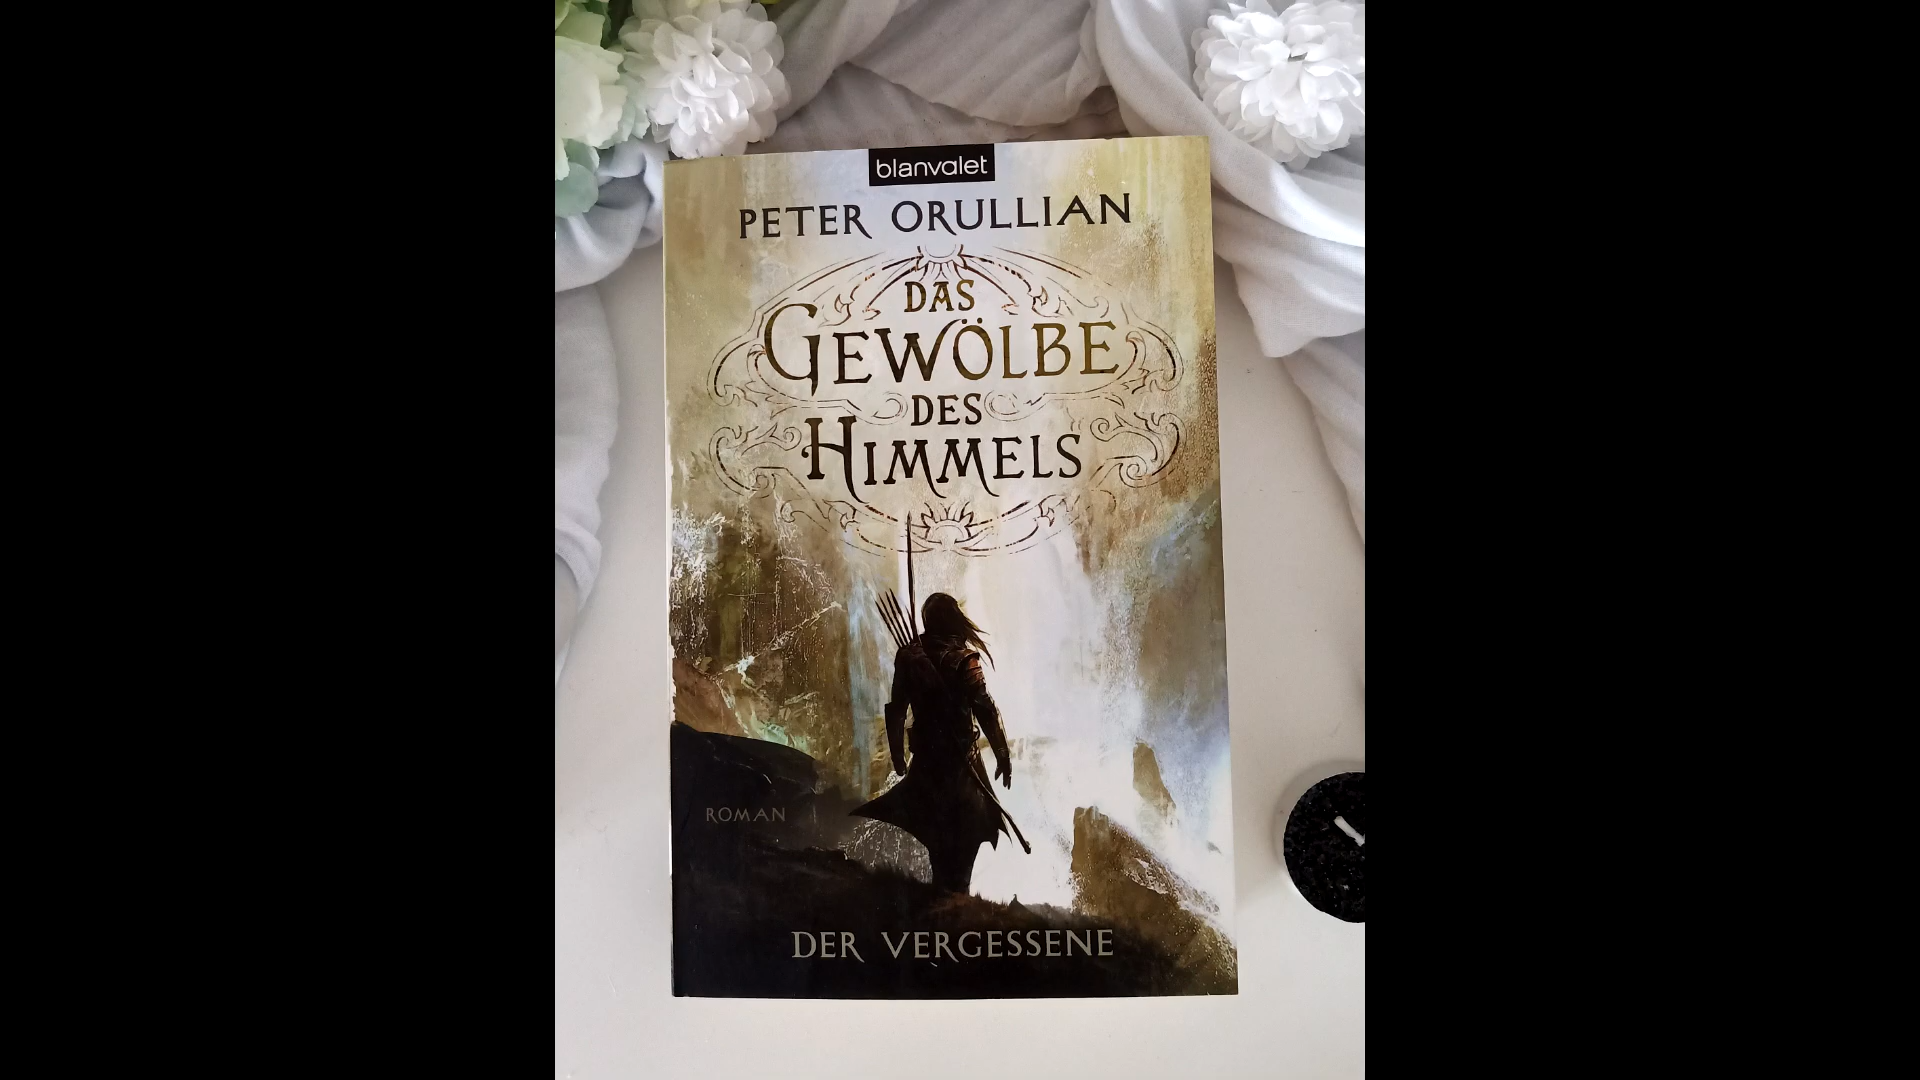 blanvalet
PETER ORULLIAN
DAS
GEWÖLBE
DES
HIMMELS
ROMAN
DER VERGESSENE